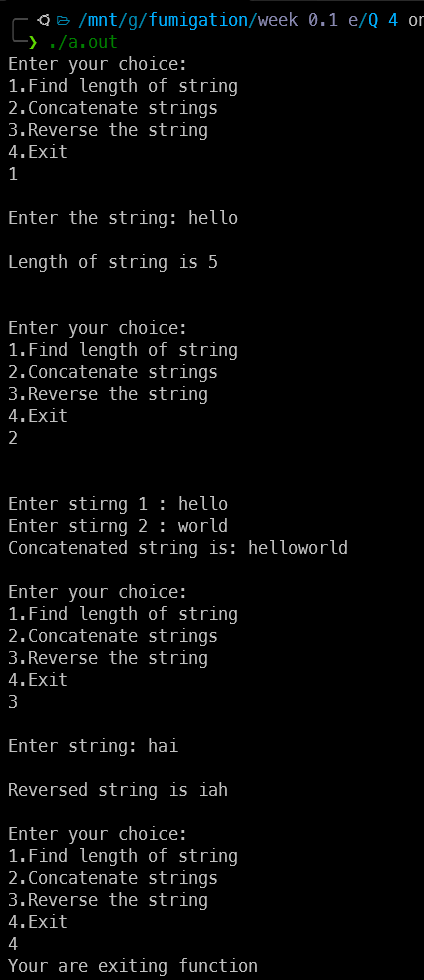 /mnt/g/fumigation/week 0.1 e/Q 4 on
❯ ./a.out
Enter your choice:
1.Find length of string
2.Concatenate strings
3.Reverse the string
4.Exit
1
Enter the string: hello
Length of string is 5
Enter your choice:
1.Find length of string
2.Concatenate strings
3.Reverse the string
4.Exit
2
Enter stirng 1 : hello
Enter stirng 2 : world
Concatenated string is: helloworld
Enter your choice:
1.Find length of string
2.Concatenate strings
3.Reverse the string
4.Exit
3
Enter string: hai
Reversed string is iah
Enter your choice:
1.Find length of string
2.Concatenate strings
3.Reverse the string
4.Exit
4
Your are exiting function